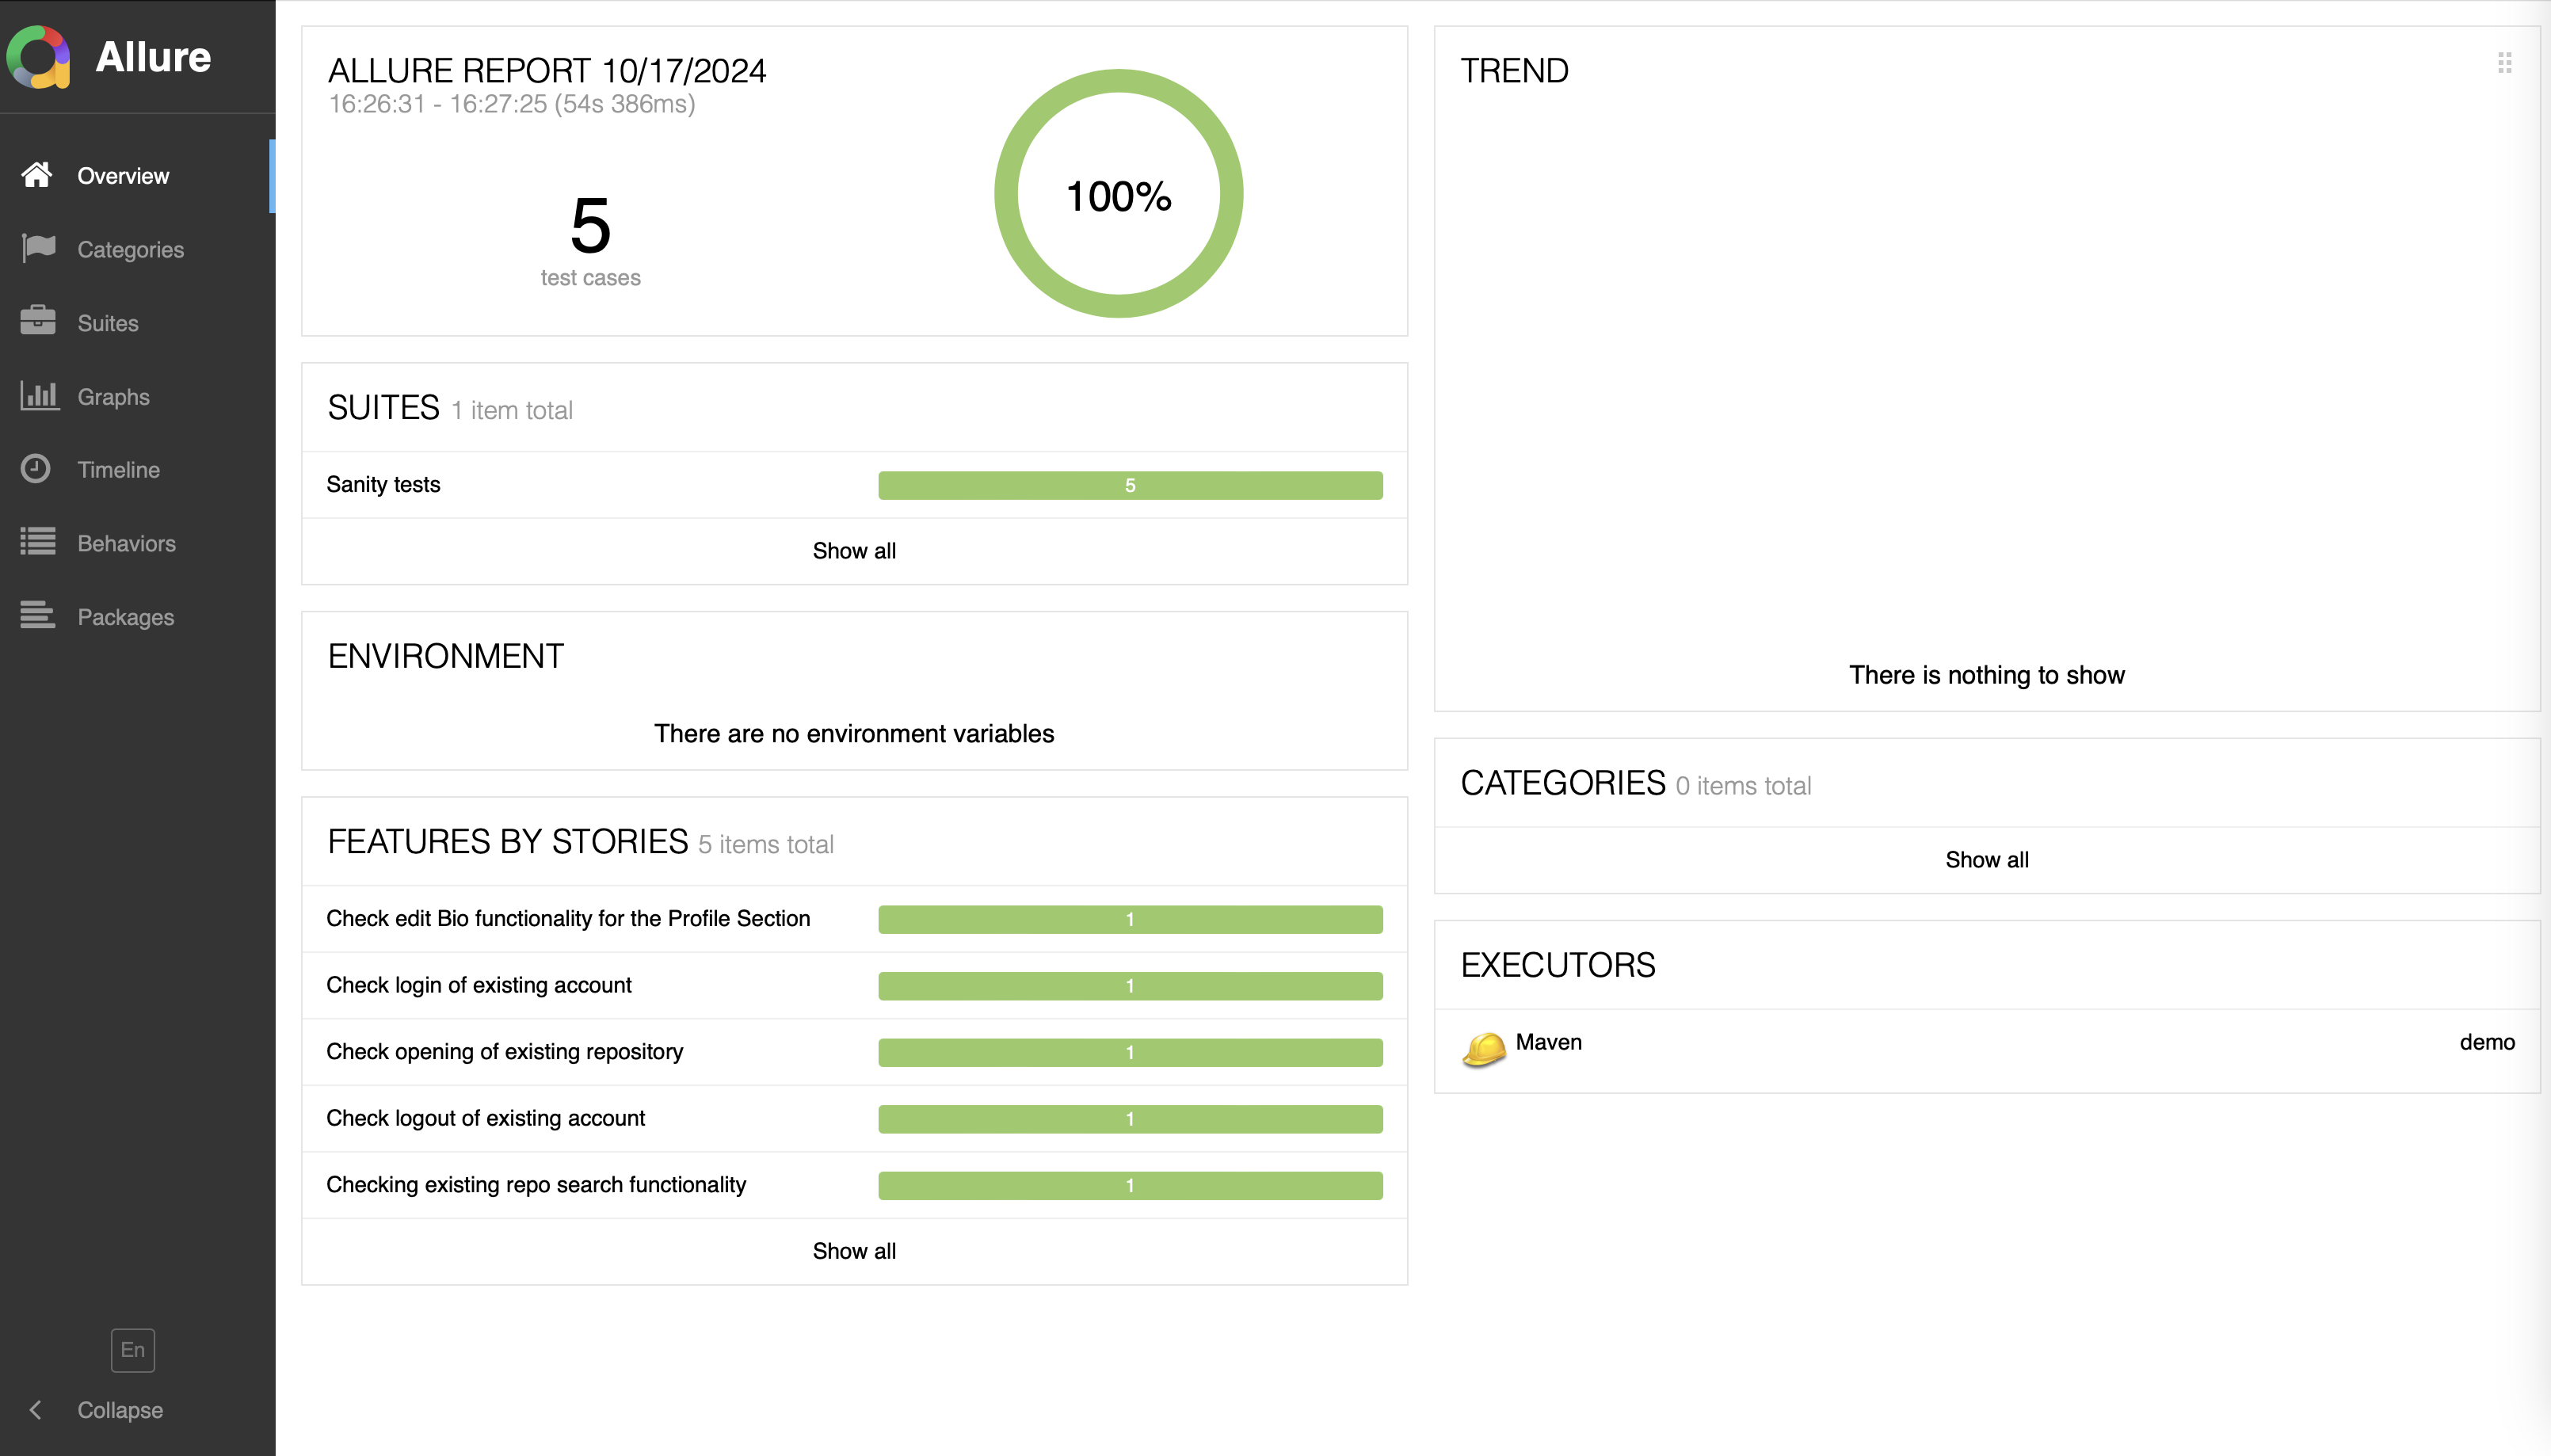 Allure
Overview
Categories
Suites
Graphs
Timeline
Behaviors
Packages
En
Collapse
ALLURE REPORT 10/17/2024
16:26:31 - 16:27:25 (54s 386ms)
5
test cases
100%
SUITES 1 item total
Sanity tests 5
Show all
ENVIRONMENT
There are no environment variables
FEATURES BY STORIES 5 items total
Check edit Bio functionality for the Profile Section 1
Check login of existing account 1
Check opening of existing repository 1
Check logout of existing account 1
Checking existing repo search functionality 1
Show all
TREND
There is nothing to show
CATEGORIES 0 items total
Show all
EXECUTORS
Maven demo